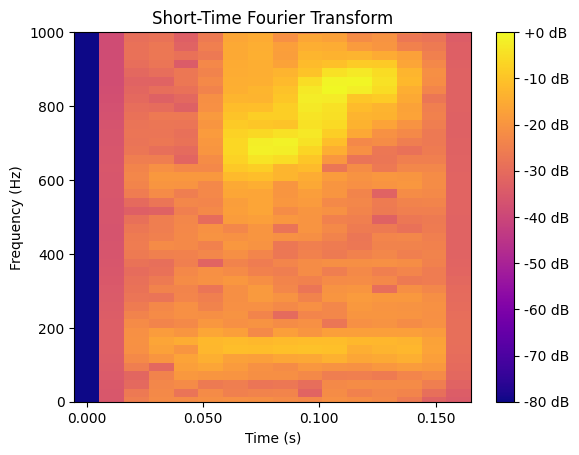 Short-Time Fourier Transform
Frequency (Hz)
1000
800
600
400
200
0
0.000
0.050
0.100
0.150
Time (s)
+0 dB
-10 dB
-20 dB
-30 dB
-40 dB
-50 dB
-60 dB
-70 dB
-80 dB